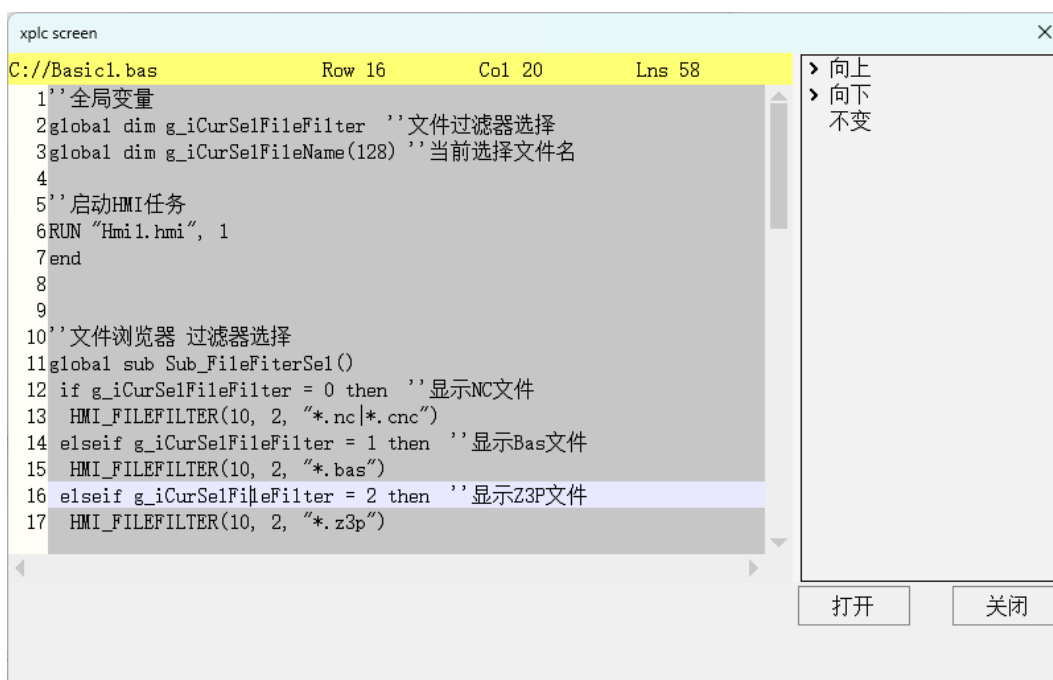 xplc screen
C://Basic1.bas Row 16 Col 20 Lns 58
1''全局变量
2global dim g_iCurSelFileFilter ''文件过滤器选择
3global dim g_iCurSelFileName(128) ''当前选择文件名
4
5''启动HMI任务
6RUN "Hmi1.hmi", 1
7end
8
9
10''文件浏览器 过滤器选择
11global sub Sub_FileFiterSel()
12 if g_iCurSelFileFilter = 0 then ''显示NC文件
13 HMI_FILEFILTER(10, 2, "*.nc|*.cnc")
14 elseif g_iCurSelFileFilter = 1 then ''显示Bas文件
15 HMI_FILEFILTER(10, 2, "*.bas")
16 elseif g_iCurSelFileFilter = 2 then ''显示Z3P文件
17 HMI_FILEFILTER(10, 2, "*.z3p")
向上
向下
不变
打开
关闭